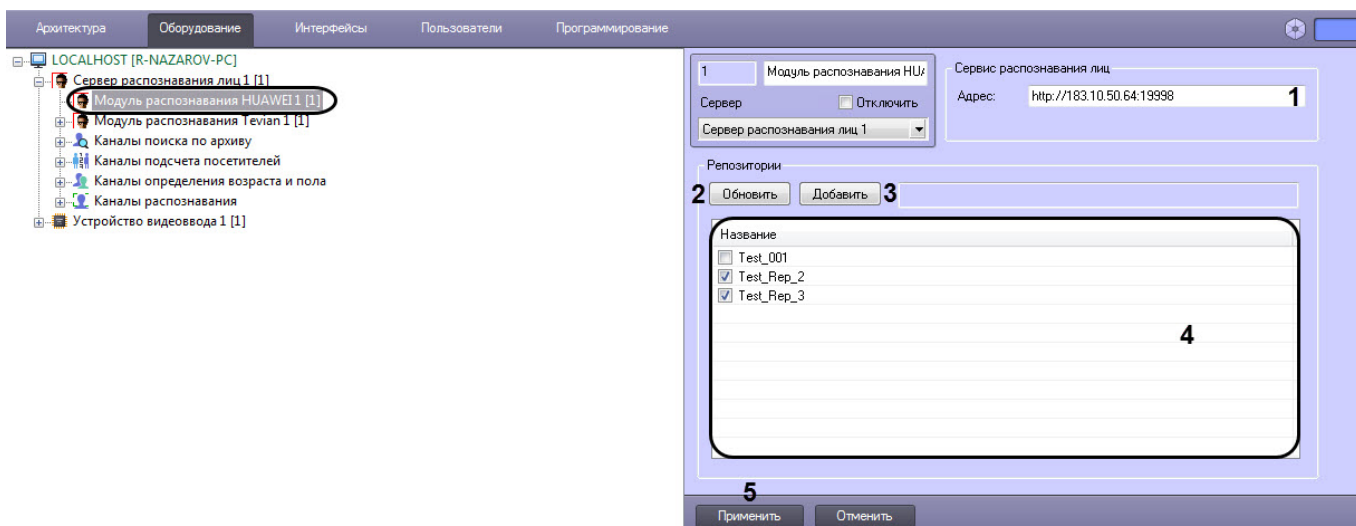 Архитектура Оборудование Интерфейсы Пользователи Программирование
LOCALHOST [R-NAZAROV-PC]
Сервер распознавания лиц 1 [1]
Модуль распознавания HUAWEI 1 [1]
Модуль распознавания Tevian 1 [1]
Каналы поиска по архиву
Каналы подсчета посетителей
Каналы определения возраста и пола
Каналы распознавания
Устройство видеоввода 1 [1]
1 Модуль распознавания HU
Сервер Отключить
Сервер распознавания лиц 1
Сервис распознавания лиц
Адрес: http://183.10.50.64:19998 1
Репозитории
2 Обновить Добавить 3
Название
Test_001
Test_Rep_2
Test_Rep_3
4
5
Применить Отменить